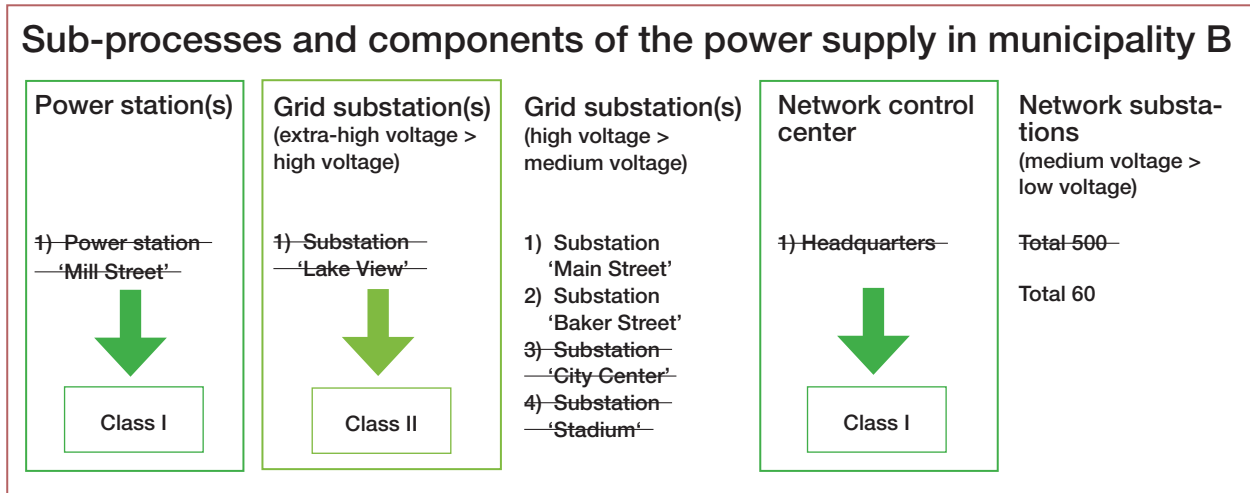 Sub-processes and components of the power supply in municipality B
Power station(s)
1) Power station
‘Mill Street’
Class I
Grid substation(s)
(extra-high voltage >
high voltage)
1) Substation
‘Lake View’
Class II
Grid substation(s)
(high voltage >
medium voltage)
1) Substation
‘Main Street’
2) Substation
‘Baker Street’
3) Substation
‘City Center’
4) Substation
‘Stadium‘
Network control
center
1) Headquarters
Class I
Network substa-
tions
(medium voltage >
low voltage)
Total 500
Total 60